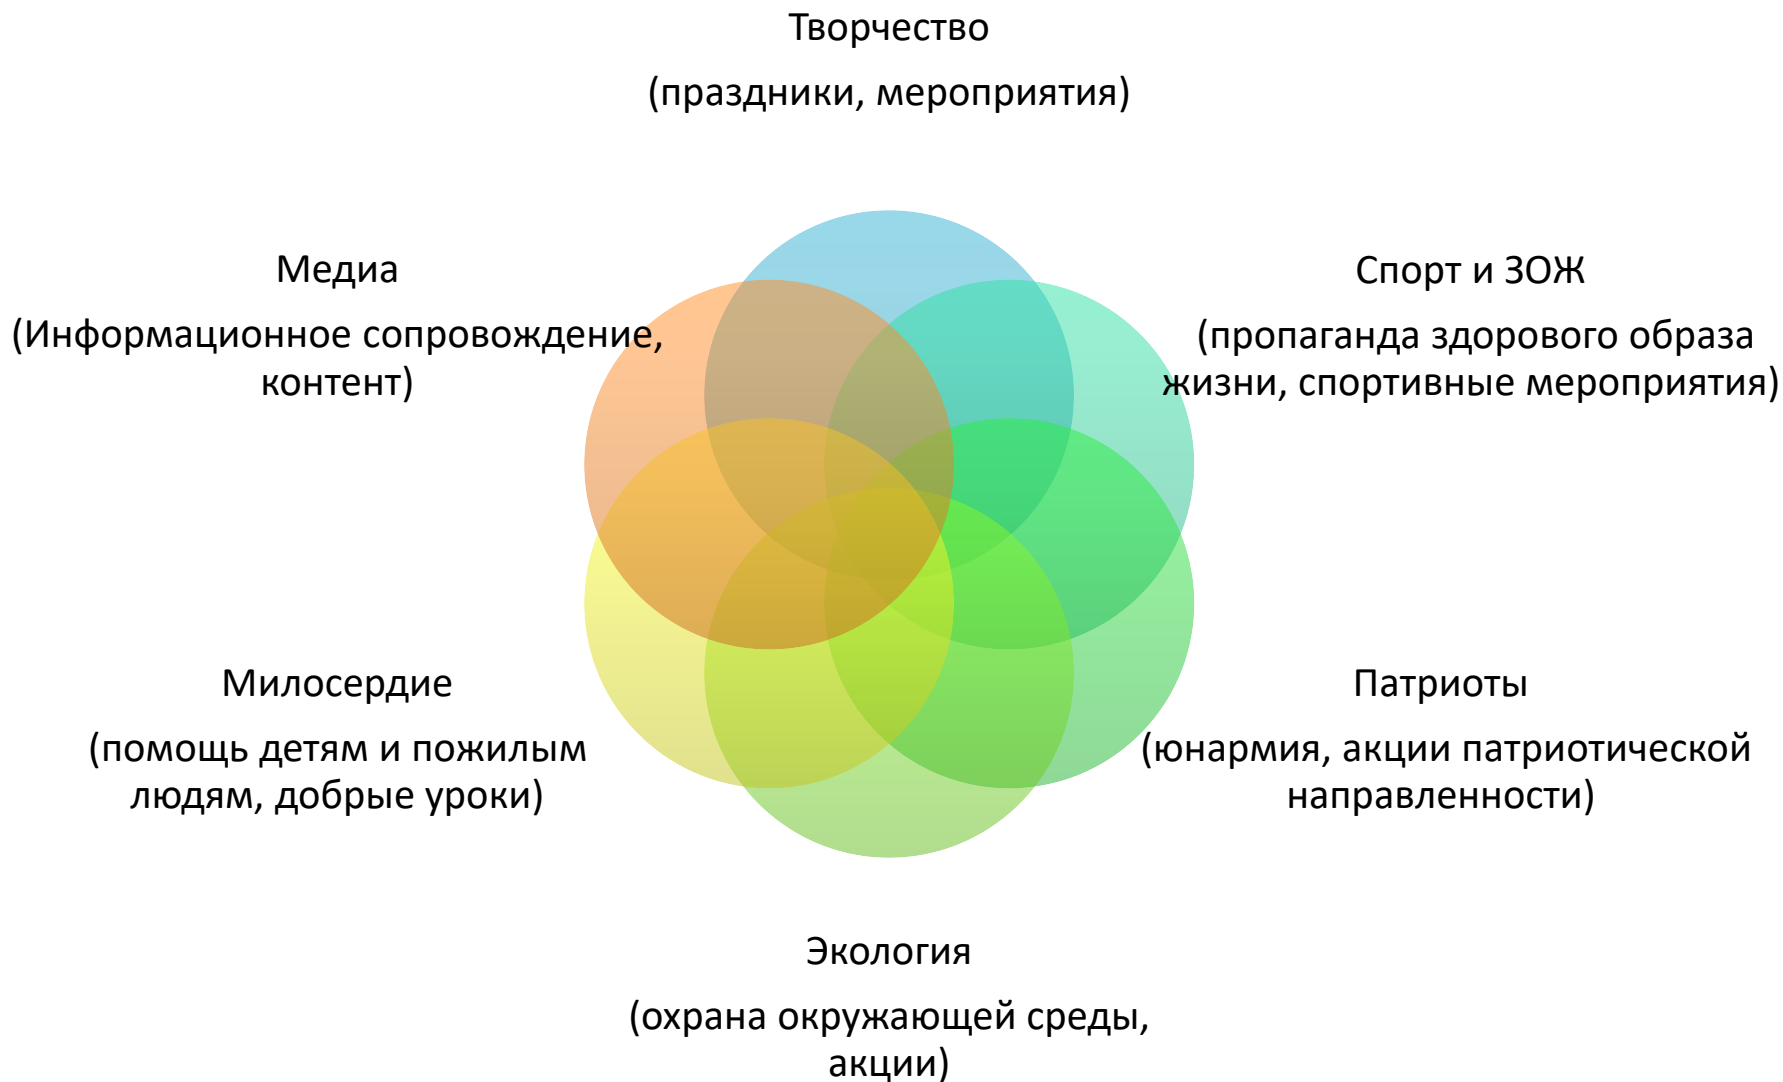 Творчество
(праздники, мероприятия)
Медиа
(Информационное сопровождение,
контент)
Спорт и ЗОЖ
(пропаганда здорового образа
жизни, спортивные мероприятия)
Милосердие
(помощь детям и пожилым
людям, добрые уроки)
Патриоты
(юнармия, акции патриотической
направленности)
Экология
(охрана окружающей среды,
акции)